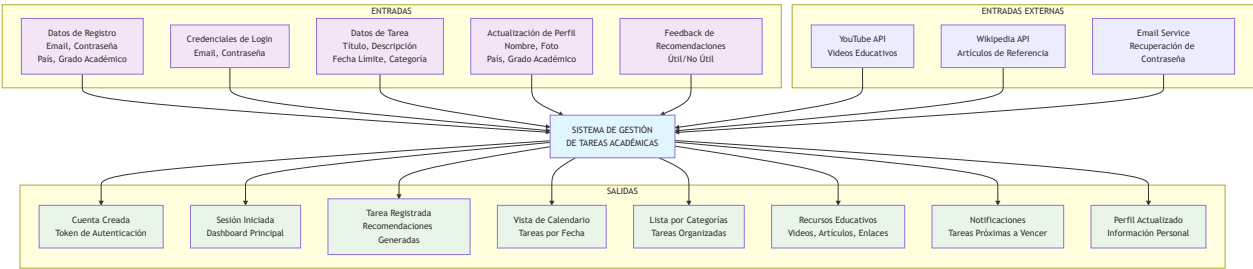 ENTRADAS
Datos de Registro
Email, Contraseña
País, Grado Académico
Credenciales de Login
Email, Contraseña
Datos de Tarea
Título, Descripción
Fecha Límite, Categoría
Actualización de Perfil
Nombre, Foto
País, Grado Académico
Feedback de
Recomendaciones
Útil/No Útil
ENTRADAS EXTERNAS
YouTube API
Videos Educativos
Wikipedia API
Artículos de Referencia
Email Service
Recuperación de
Contraseña
SISTEMA DE GESTIÓN
DE TAREAS ACADÉMICAS
SALIDAS
Cuenta Creada
Token de Autenticación
Sesión Iniciada
Dashboard Principal
Tarea Registrada
Recomendaciones
Generadas
Vista de Calendario
Tareas por Fecha
Lista por Categorías
Tareas Organizadas
Recursos Educativos
Videos, Artículos, Enlaces
Notificaciones
Tareas Próximas a Vencer
Perfil Actualizado
Información Personal